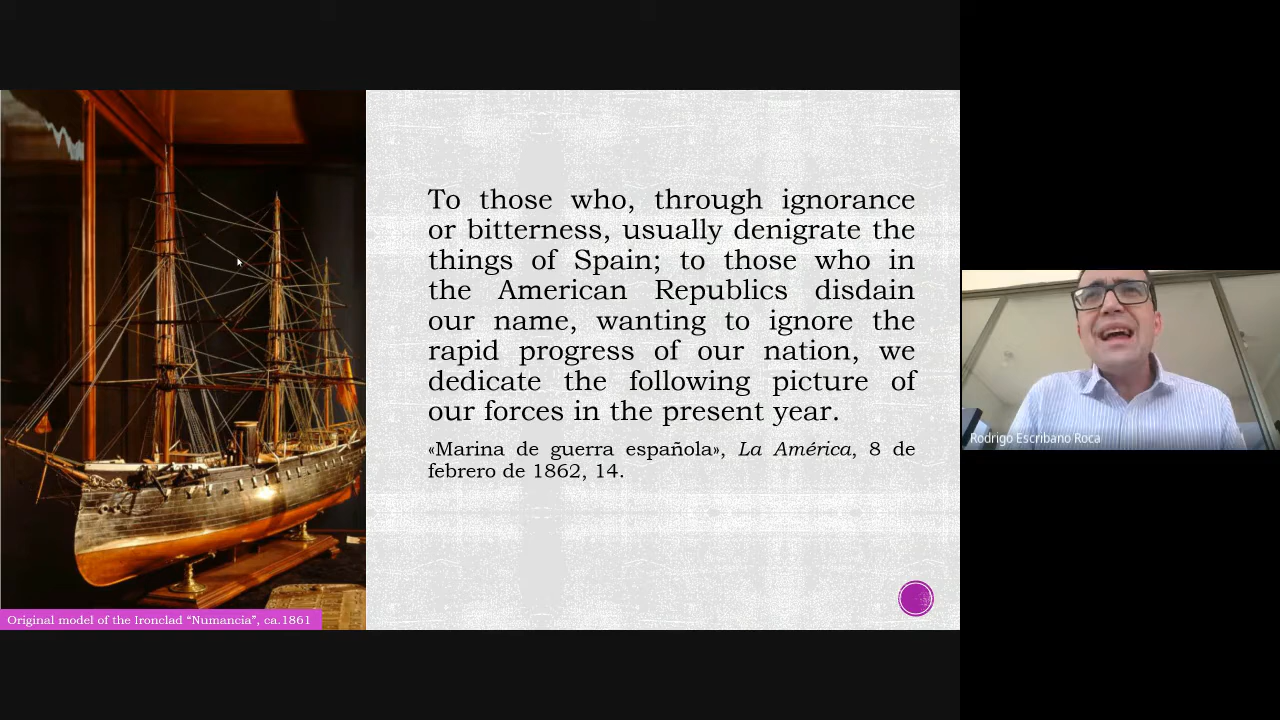 To those who, through ignorance
or bitterness, usually denigrate the
things of Spain; to those who in
the American Republics disdain
our name, wanting to ignore the
rapid progress of our nation, we
dedicate the following picture of
our forces in the present year.
«Marina de guerra española», La América, 8 de
febrero de 1862, 14.
Original model of the Ironclad “Numancia”, ca.1861
Rodrigo Escribano Roca